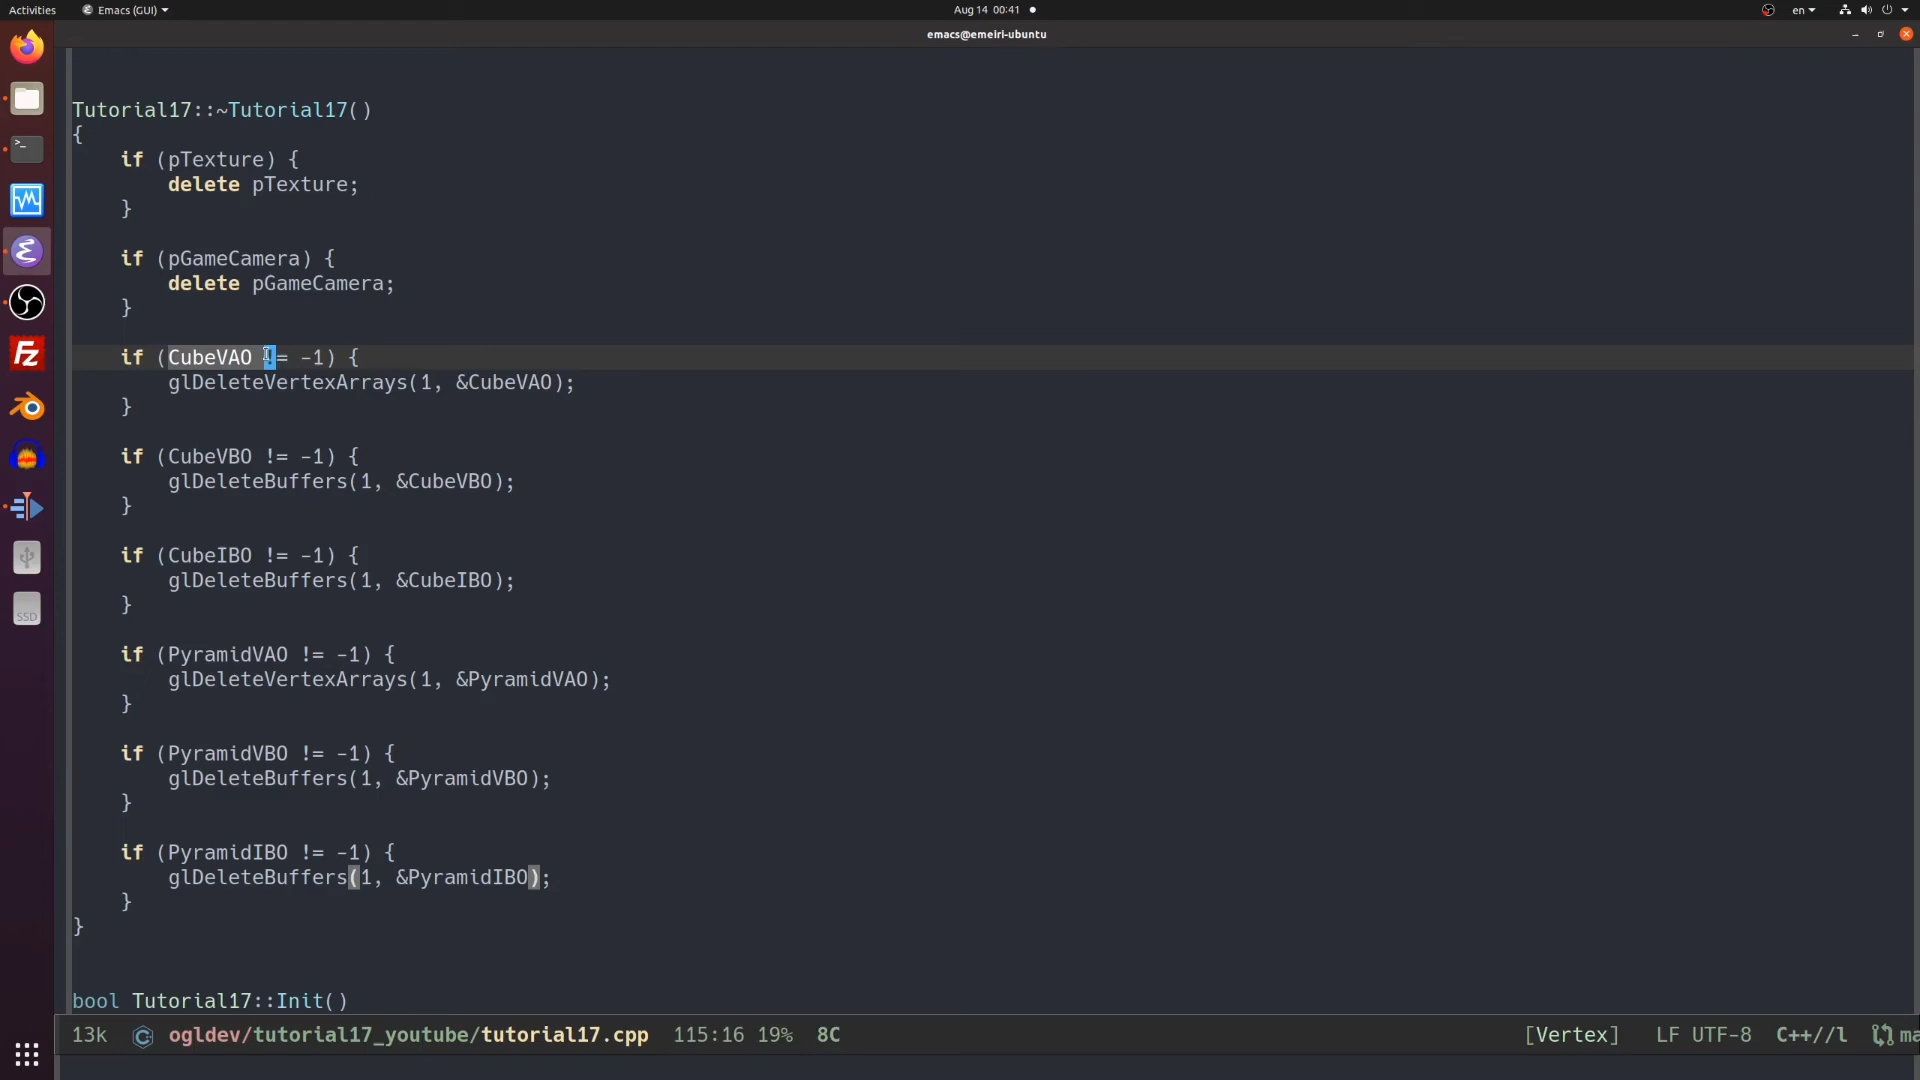 Activities Emacs (GUI) Aug 14 00:41 en
emacs@emeiri-ubuntu
Tutorial17::~Tutorial17()
{
if (pTexture) {
delete pTexture;
}
if (pGameCamera) {
delete pGameCamera;
}
if (CubeVAO != -1) {
glDeleteVertexArrays(1, &CubeVAO);
}
if (CubeVBO != -1) {
glDeleteBuffers(1, &CubeVBO);
}
if (CubeIBO != -1) {
glDeleteBuffers(1, &CubeIBO);
}
if (PyramidVAO != -1) {
glDeleteVertexArrays(1, &PyramidVAO);
}
if (PyramidVBO != -1) {
glDeleteBuffers(1, &PyramidVBO);
}
if (PyramidIBO != -1) {
glDeleteBuffers(1, &PyramidIBO);
}
}
bool Tutorial17::Init()
SSD
13k ogldev/tutorial17_youtube/tutorial17.cpp 115:16 19% 8C [Vertex] LF UTF-8 C++//l ma